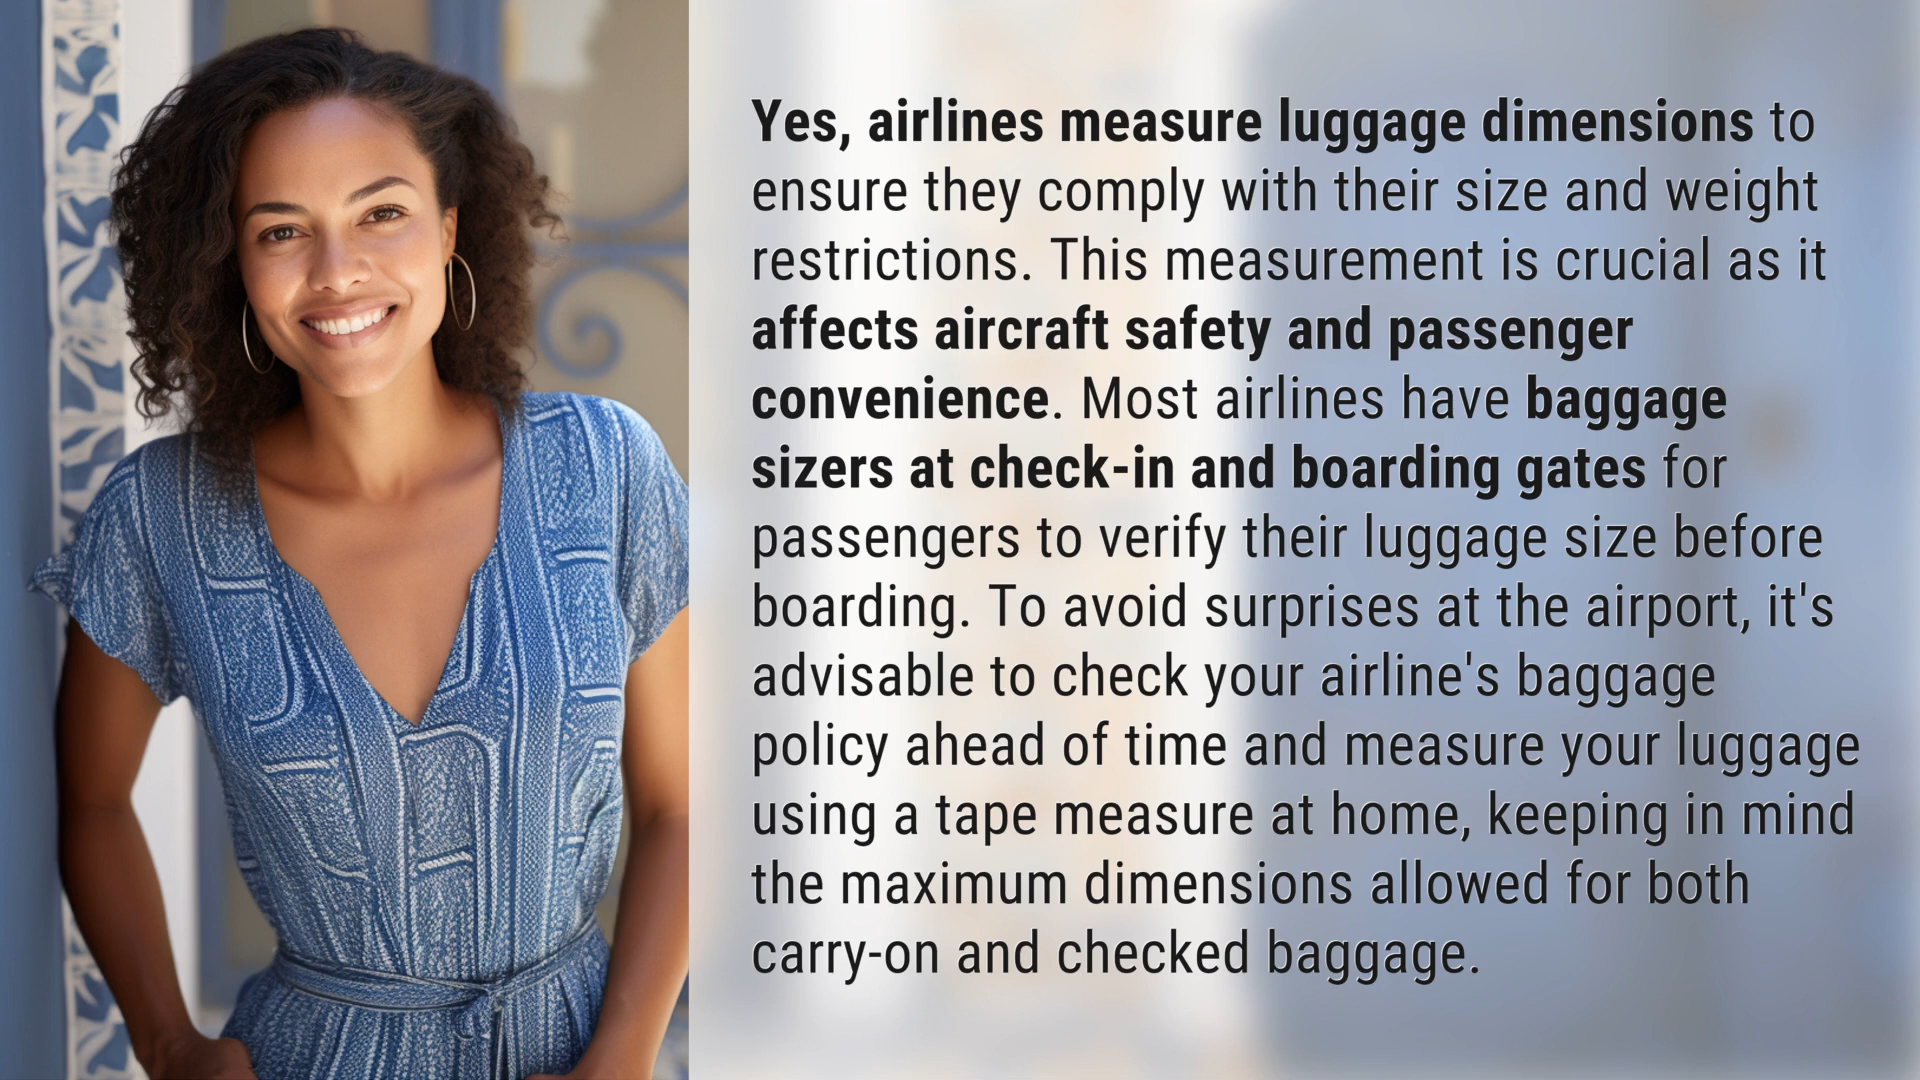 Yes, airlines measure luggage dimensions to
ensure they comply with their size and weight
restrictions. This measurement is crucial as it
affects aircraft safety and passenger
convenience. Most airlines have baggage
sizers at check-in and boarding gates for
passengers to verify their luggage size before
boarding. To avoid surprises at the airport, it's
advisable to check your airline's baggage
policy ahead of time and measure your luggage
using a tape measure at home, keeping in mind
the maximum dimensions allowed for both
carry-on and checked baggage.